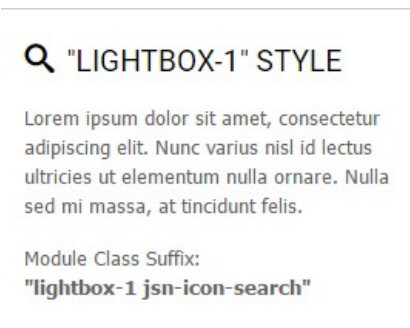 "LIGHTBOX-1" STYLE
Lorem ipsum dolor sit amet, consectetur
adipiscing elit. Nunc varius nisl id lectus
ultricies ut elementum nulla ornare. Nulla
sed mi massa, at tincidunt felis.
Module Class Suffix:
"lightbox-1 jsn-icon-search"